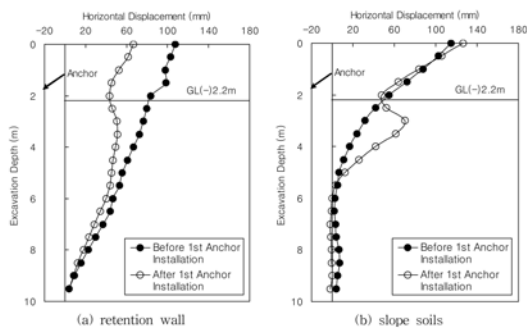 Horizontal Displacement (mm)
-20 20 60 100 140 180
0
2
4
6
8
10
Excavation Depth (m)
Anchor
GL(-)2.2m
Before 1st Anchor
Installation
After 1st Anchor
Installation
(a) retention wall
Horizontal Displacement (mm)
-20 20 60 100 140 180
0
2
4
6
8
10
Excavation Depth (m)
Anchor
GL(-)2.2m
Before 1st Anchor
Installation
After 1st Anchor
Installation
(b) slope soils